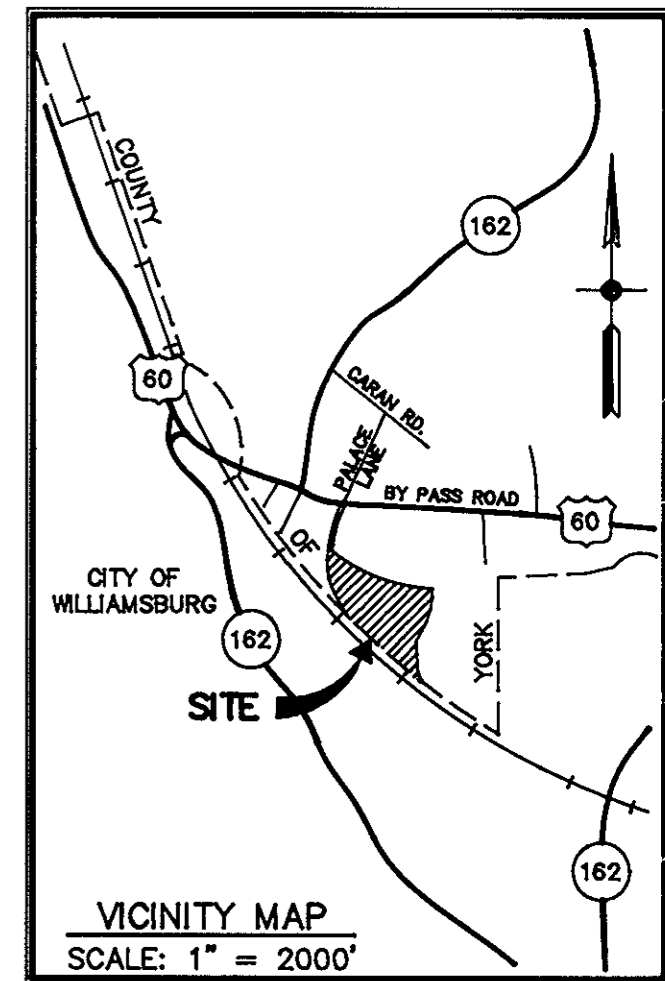 COUNTY
162
60
CARAN RD.
PALACE
LANE
BY PASS ROAD
60
OF
CITY OF
WILLIAMSBURG
162
YORK
SITE
162
VICINITY MAP
SCALE: 1" = 2000'